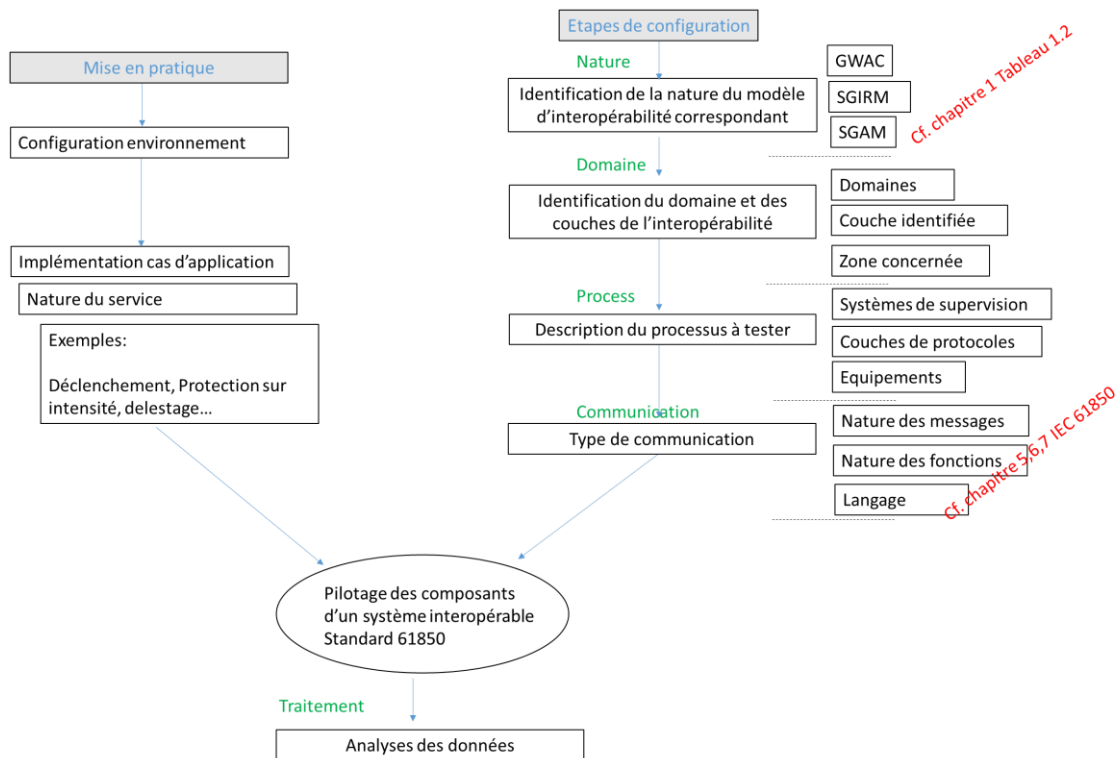 Mise en pratique
Configuration environnement
Implémentation cas d'application
Nature du service
Exemples:
Déclenchement, Protection sur
intensité, delestage...
Etapes de configuration
Nature
Identification de la nature du modèle
d'interopérabilité correspondant
GWAC
SGIRM
SGAM
Cf. chapitre 1 Tableau 1.2
Domaine
Identification du domaine et des
couches de l'interopérabilité
Domaines
Couche identifiée
Zone concernée
Process
Description du processus à tester
Systèmes de supervision
Couches de protocoles
Equipements
Communication
Type de communication
Nature des messages
Nature des fonctions
Langage
Cf. chapitre 5,6,7 IEC 61850
Pilotage des composants
d'un système interopérable
Standard 61850
Traitement
Analyses des données